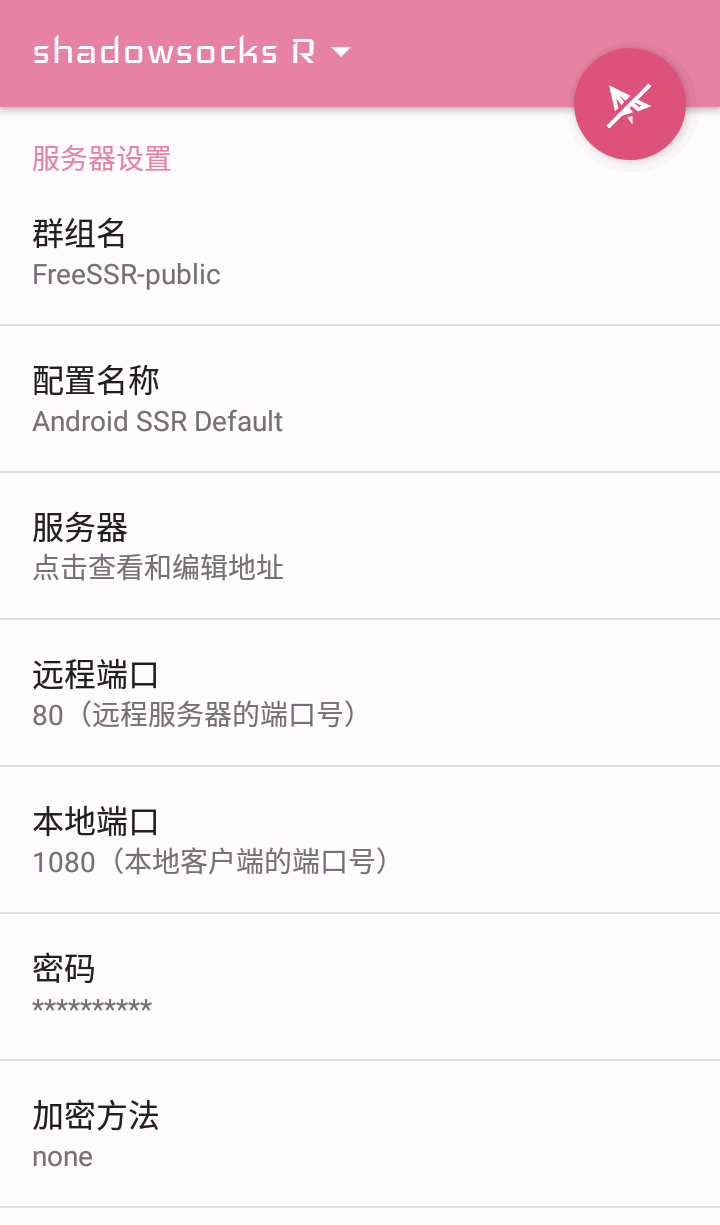 shadowsocks R
服务器设置
群组名
FreeSSR-public
配置名称
Android SSR Default
服务器
点击查看和编辑地址
远程端口
80（远程服务器的端口号）
本地端口
1080（本地客户端的端口号）
密码
**********
加密方法
none